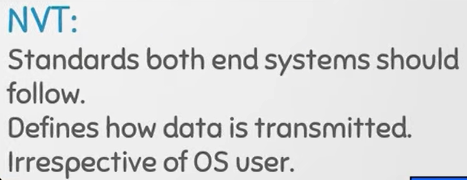 NVT:
Standards both end systems should
follow.
Defines how data is transmitted.
Irrespective of OS user.